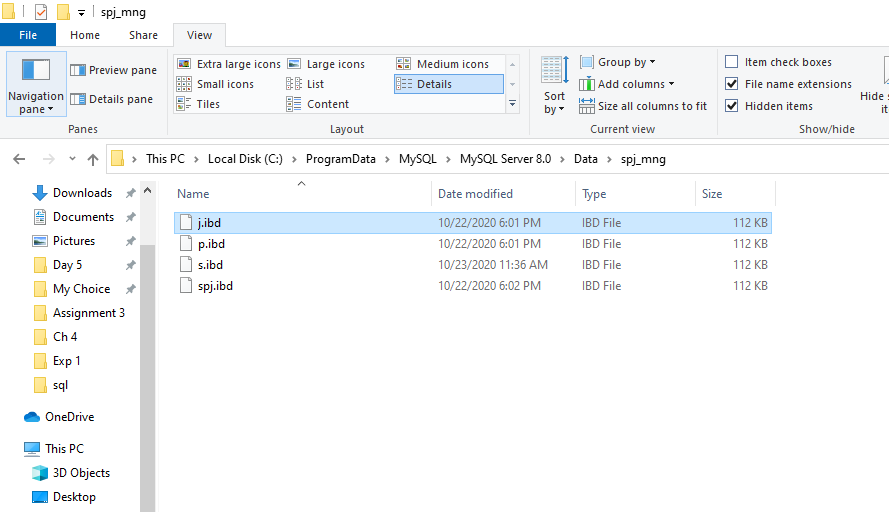 spj_mng
File Home Share View
Navigation pane
Preview pane
Details pane
Panes
Extra large icons Large icons Medium icons
Small icons List Details
Tiles Content
Layout
Sort by
Group by
Add columns
Size all columns to fit
Current view
Item check boxes
File name extensions
Hidden items
Hide s
it
Show/hide
This PC > Local Disk (C:) > ProgramData > MySQL > MySQL Server 8.0 > Data > spj_mng
Downloads
Documents
Pictures
Day 5
My Choice
Assignment 3
Ch 4
Exp 1
sql
OneDrive
This PC
3D Objects
Desktop
Name Date modified Type Size
j.ibd 10/22/2020 6:01 PM IBD File 112 KB
p.ibd 10/22/2020 6:01 PM IBD File 112 KB
s.ibd 10/23/2020 11:36 AM IBD File 112 KB
spj.ibd 10/22/2020 6:02 PM IBD File 112 KB